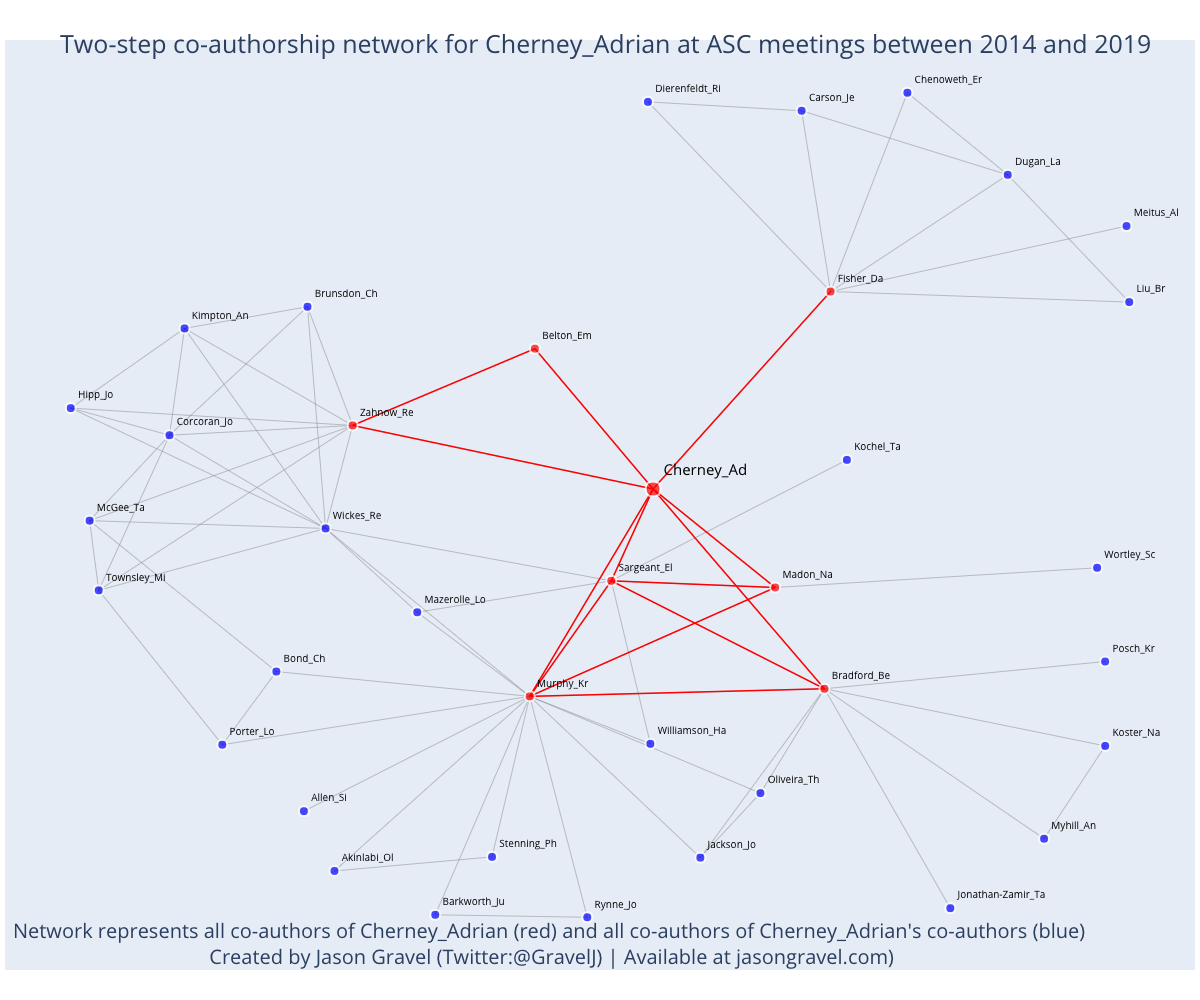 Two-step co-authorship network for Cherney_Adrian at ASC meetings between 2014 and 2019
Chenoweth_Er
Dierenfeldt_Ri
Carson_Je
Dugan_La
Meitus_Al
Fisher_Da
Liu_Br
Brunsdon_Ch
Kimpton_An
Belton_Em
Hipp_Jo
Zahnow_Re
Corcoran_Jo
Kochel_Ta
Cherney_Ad
McGee_Ta
Wickes_Re
Wortley_Sc
Sargeant_El
Madon_Na
Townsley_Mi
Mazerolle_Lo
Posch_Kr
Bond_Ch
Bradford_Be
Murphy_Kr
Porter_Lo
Williamson_Ha
Koster_Na
Oliveira_Th
Allen_Si
Myhill_An
Stenning_Ph
Jackson_Jo
Akinlabi_Ol
Jonathan-Zamir_Ta
Barkworth_Ju
Rynne_Jo
Network represents all co-authors of Cherney_Adrian (red) and all co-authors of Cherney_Adrian's co-authors (blue)
Created by Jason Gravel (Twitter:@GravelJ) | Available at jasongravel.com)